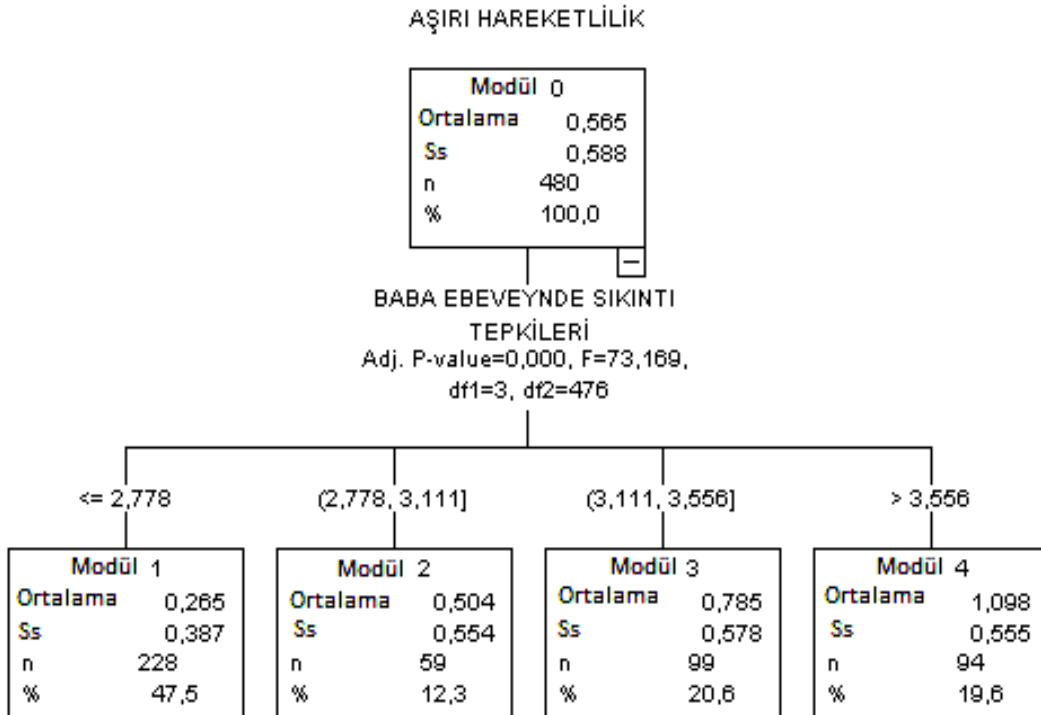 AŞIRI HAREKETLİLİK
Modül 0
Ortalama 0,565
Ss 0,588
n 480
% 100,0
BABA EBEVEYNDE SIKINTI
TEPKİLERİ
Adj. P-value=0,000, F=73,169,
df1=3, df2=476
<= 2,778
(2,778, 3,111]
(3,111, 3,556]
> 3,556
Modül 1
Ortalama 0,265
Ss 0,387
n 228
% 47,5
Modül 2
Ortalama 0,504
Ss 0,554
n 59
% 12,3
Modül 3
Ortalama 0,785
Ss 0,578
n 99
% 20,6
Modül 4
Ortalama 1,098
Ss 0,555
n 94
% 19,6